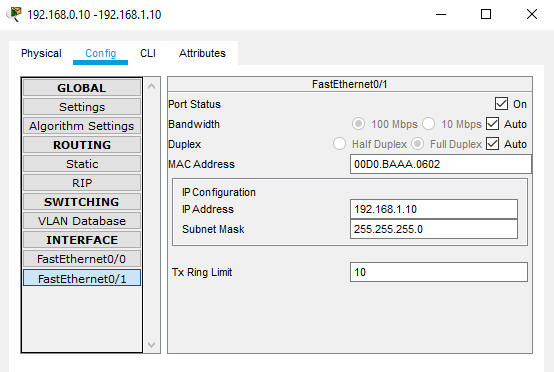 192.168.0.10 -192.168.1.10
Physical Config CLI Attributes
GLOBAL
Settings
Algorithm Settings
ROUTING
Static
RIP
SWITCHING
VLAN Database
INTERFACE
FastEthernet0/0
FastEthernet0/1
FastEthernet0/1
Port Status On
Bandwidth 100 Mbps 10 Mbps Auto
Duplex Half Duplex Full Duplex Auto
MAC Address 00D0.BAAA.0602
IP Configuration
IP Address 192.168.1.10
Subnet Mask 255.255.255.0
Tx Ring Limit 10